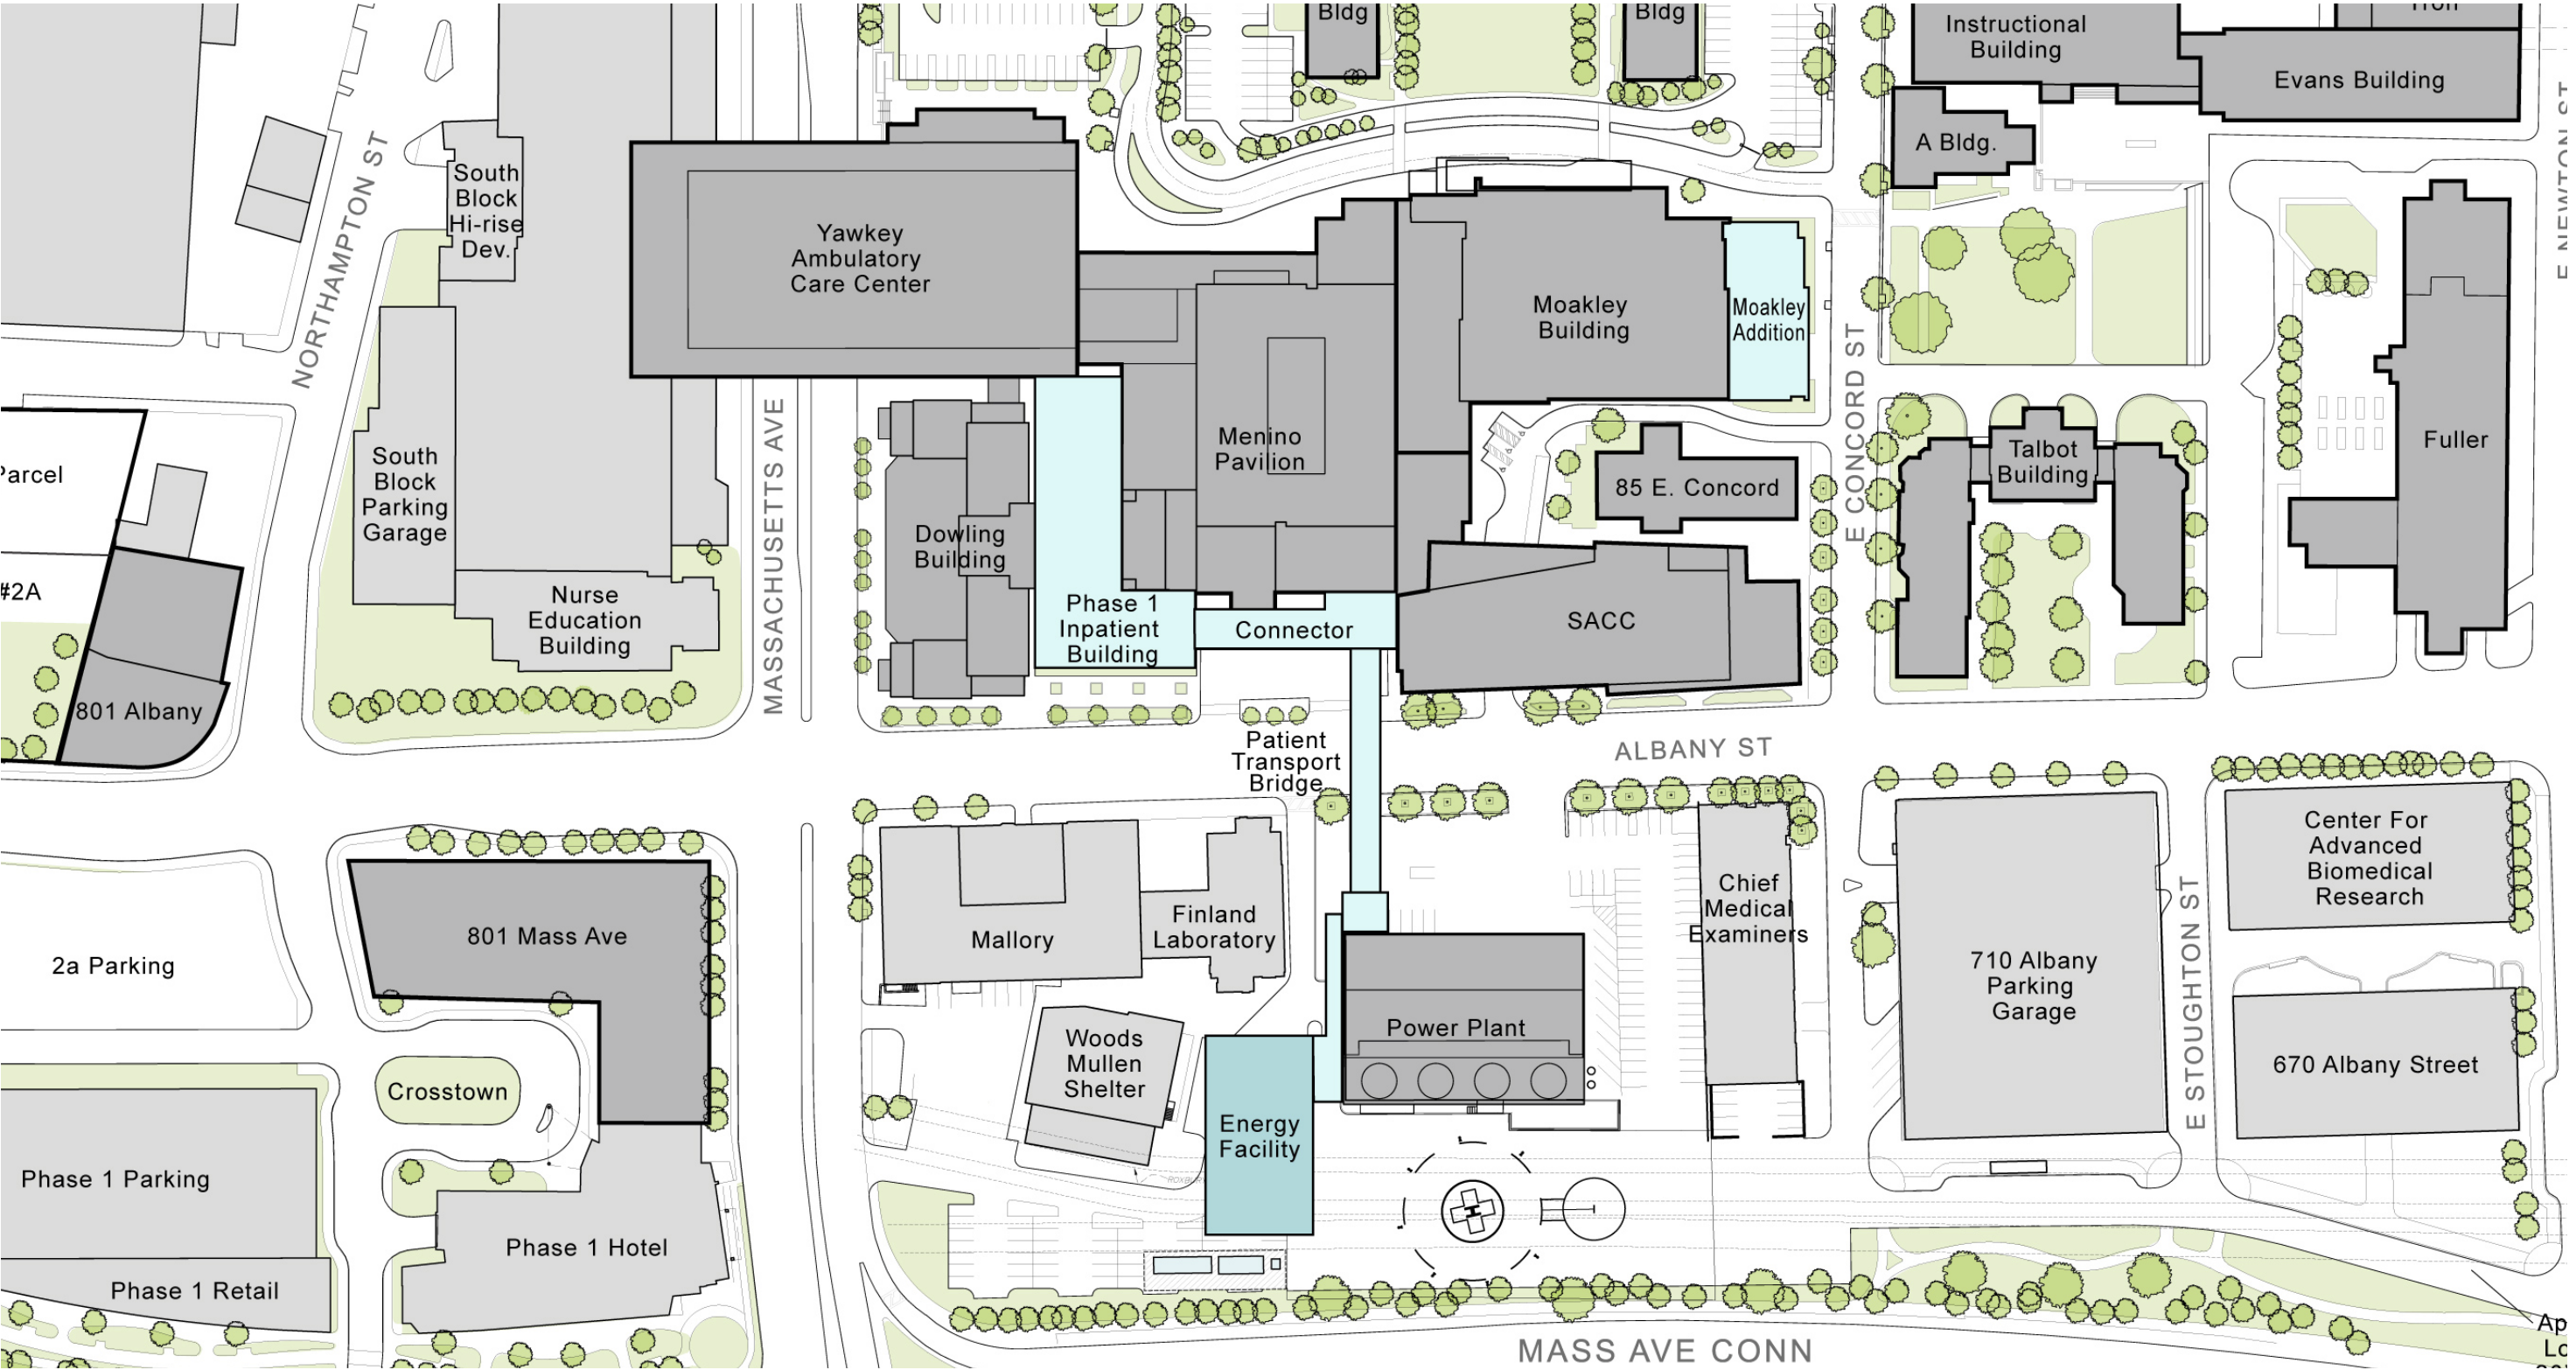 Bldg
Bldg
Instructional
Building
Evans Building
A Bldg.
E NEWTON ST
NORTHAMPTON ST
South
Block
Hi-rise
Dev.
Yawkey
Ambulatory
Care Center
Moakley
Building
Moakley
Addition
E CONCORD ST
MASSACHUSETTS AVE
Menino
Pavilion
85 E. Concord
Talbot
Building
Fuller
Parcel
#2A
South
Block
Parking
Garage
Dowling
Building
Nurse
Education
Building
Phase 1
Inpatient
Building
Connector
SACC
801 Albany
Patient
Transport
Bridge
ALBANY ST
801 Mass Ave
2a Parking
Mallory
Finland
Laboratory
Chief
Medical
Examiners
710 Albany
Parking
Garage
E STOUGHTON ST
Center For
Advanced
Biomedical
Research
Woods
Mullen
Shelter
Power Plant
670 Albany Street
Crosstown
Energy
Facility
Phase 1 Parking
H
Phase 1 Hotel
Phase 1 Retail
MASS AVE CONN
Ap
Lo